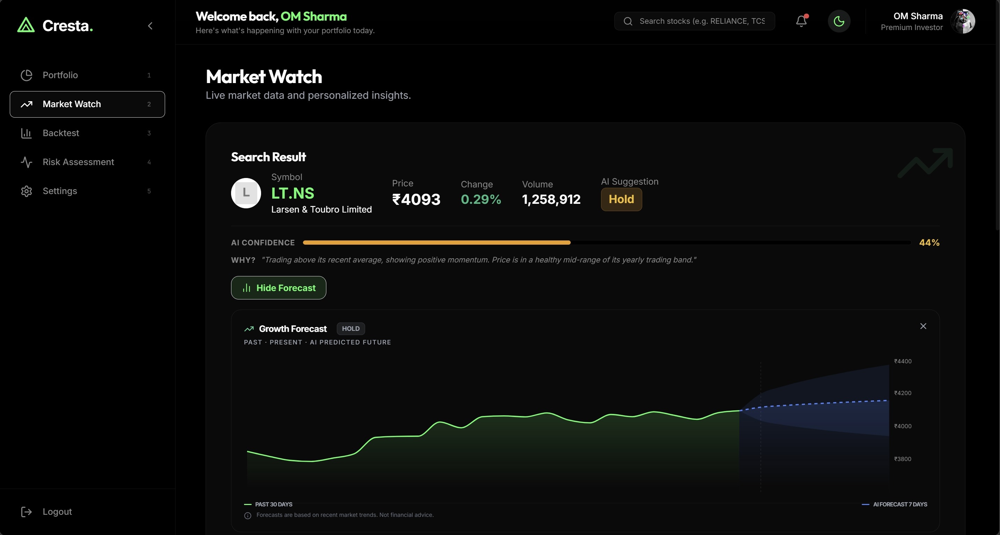 Cresta.
Portfolio 1
Market Watch 2
Backtest 3
Risk Assessment 4
Settings 5
Logout
Welcome back, OM Sharma
Here's what's happening with your portfolio today.
Search stocks (e.g. RELIANCE, TCS
OM Sharma
Premium Investor
Market Watch
Live market data and personalized insights.
Search Result
L
Symbol
LT.NS
Larsen & Toubro Limited
Price
₹4093
Change
0.29%
Volume
1,258,912
AI Suggestion
Hold
AI CONFIDENCE 44%
WHY? "Trading above its recent average, showing positive momentum. Price is in a healthy mid-range of its yearly trading band."
Hide Forecast
Growth Forecast HOLD
PAST · PRESENT · AI PREDICTED FUTURE
₹4400
₹4200
₹4000
₹3800
PAST 30 DAYS
AI FORECAST 7 DAYS
Forecasts are based on recent market trends. Not financial advice.